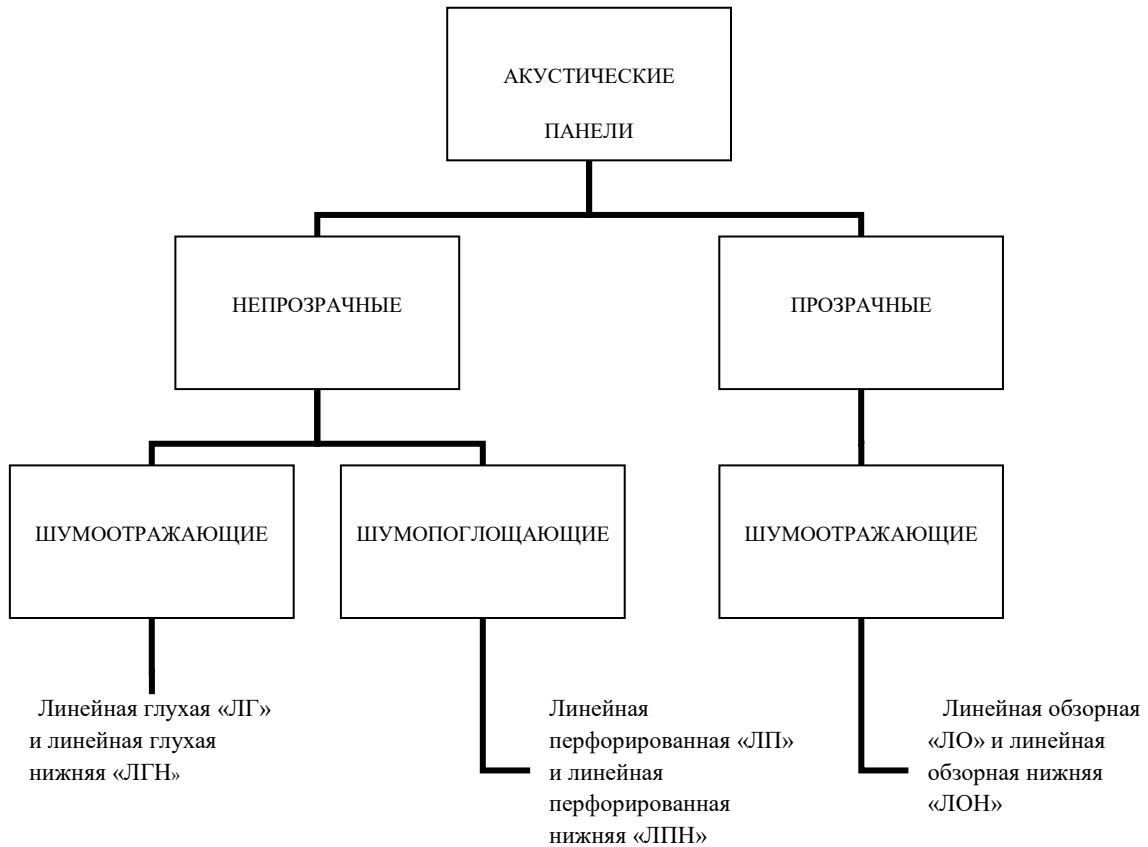 АКУСТИЧЕСКИЕ
ПАНЕЛИ
НЕПРОЗРАЧНЫЕ
ПРОЗРАЧНЫЕ
ШУМООТРАЖАЮЩИЕ
ШУМОПОГЛОЩАЮЩИЕ
ШУМООТРАЖАЮЩИЕ
Линейная глухая «ЛГ»
и линейная глухая
нижняя «ЛГН»
Линейная
перфорированная «ЛП»
и линейная
перфорированная
нижняя «ЛПН»
Линейная обзорная
«ЛО» и линейная
обзорная нижняя
«ЛОН»